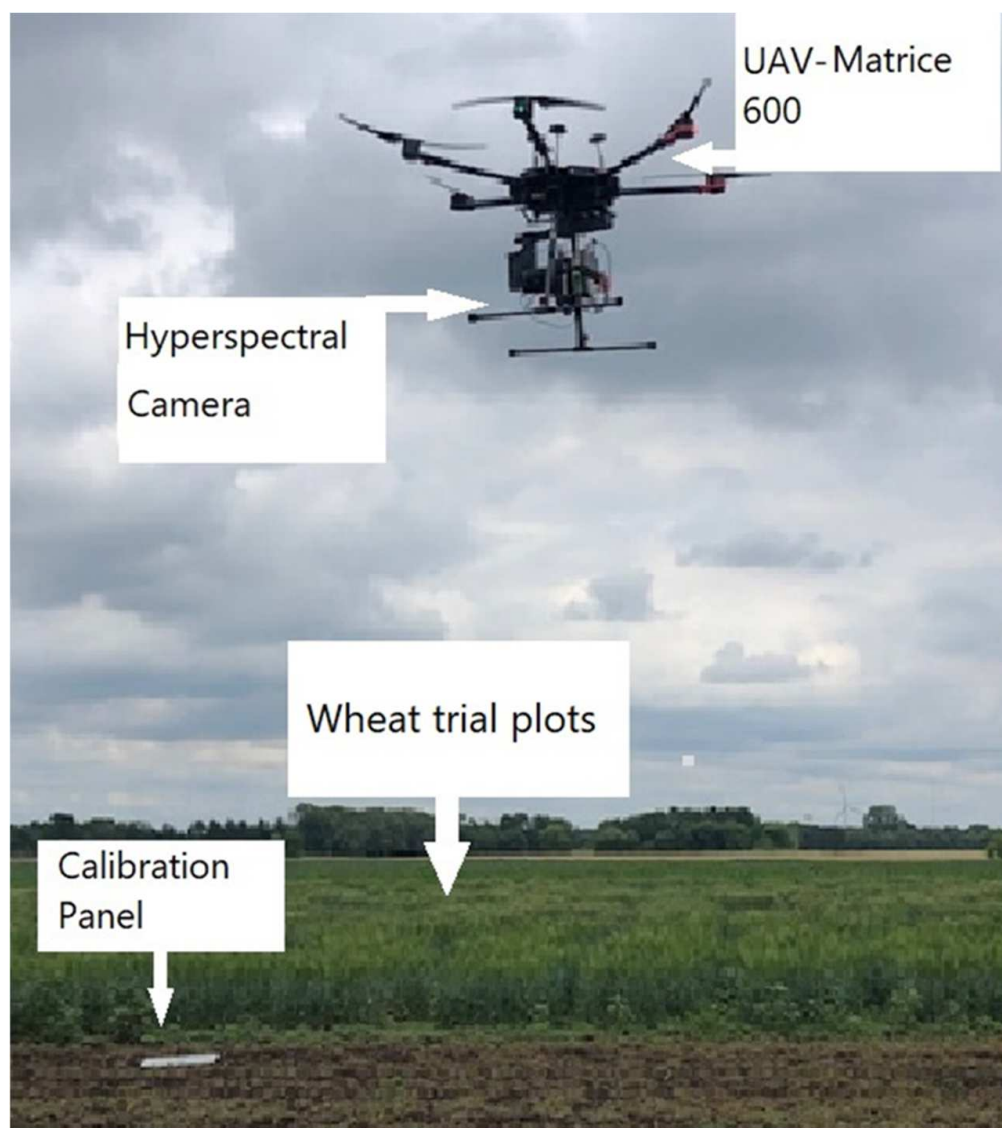 UAV-Matrice
600
Hyperspectral
Camera
Wheat trial plots
Calibration
Panel